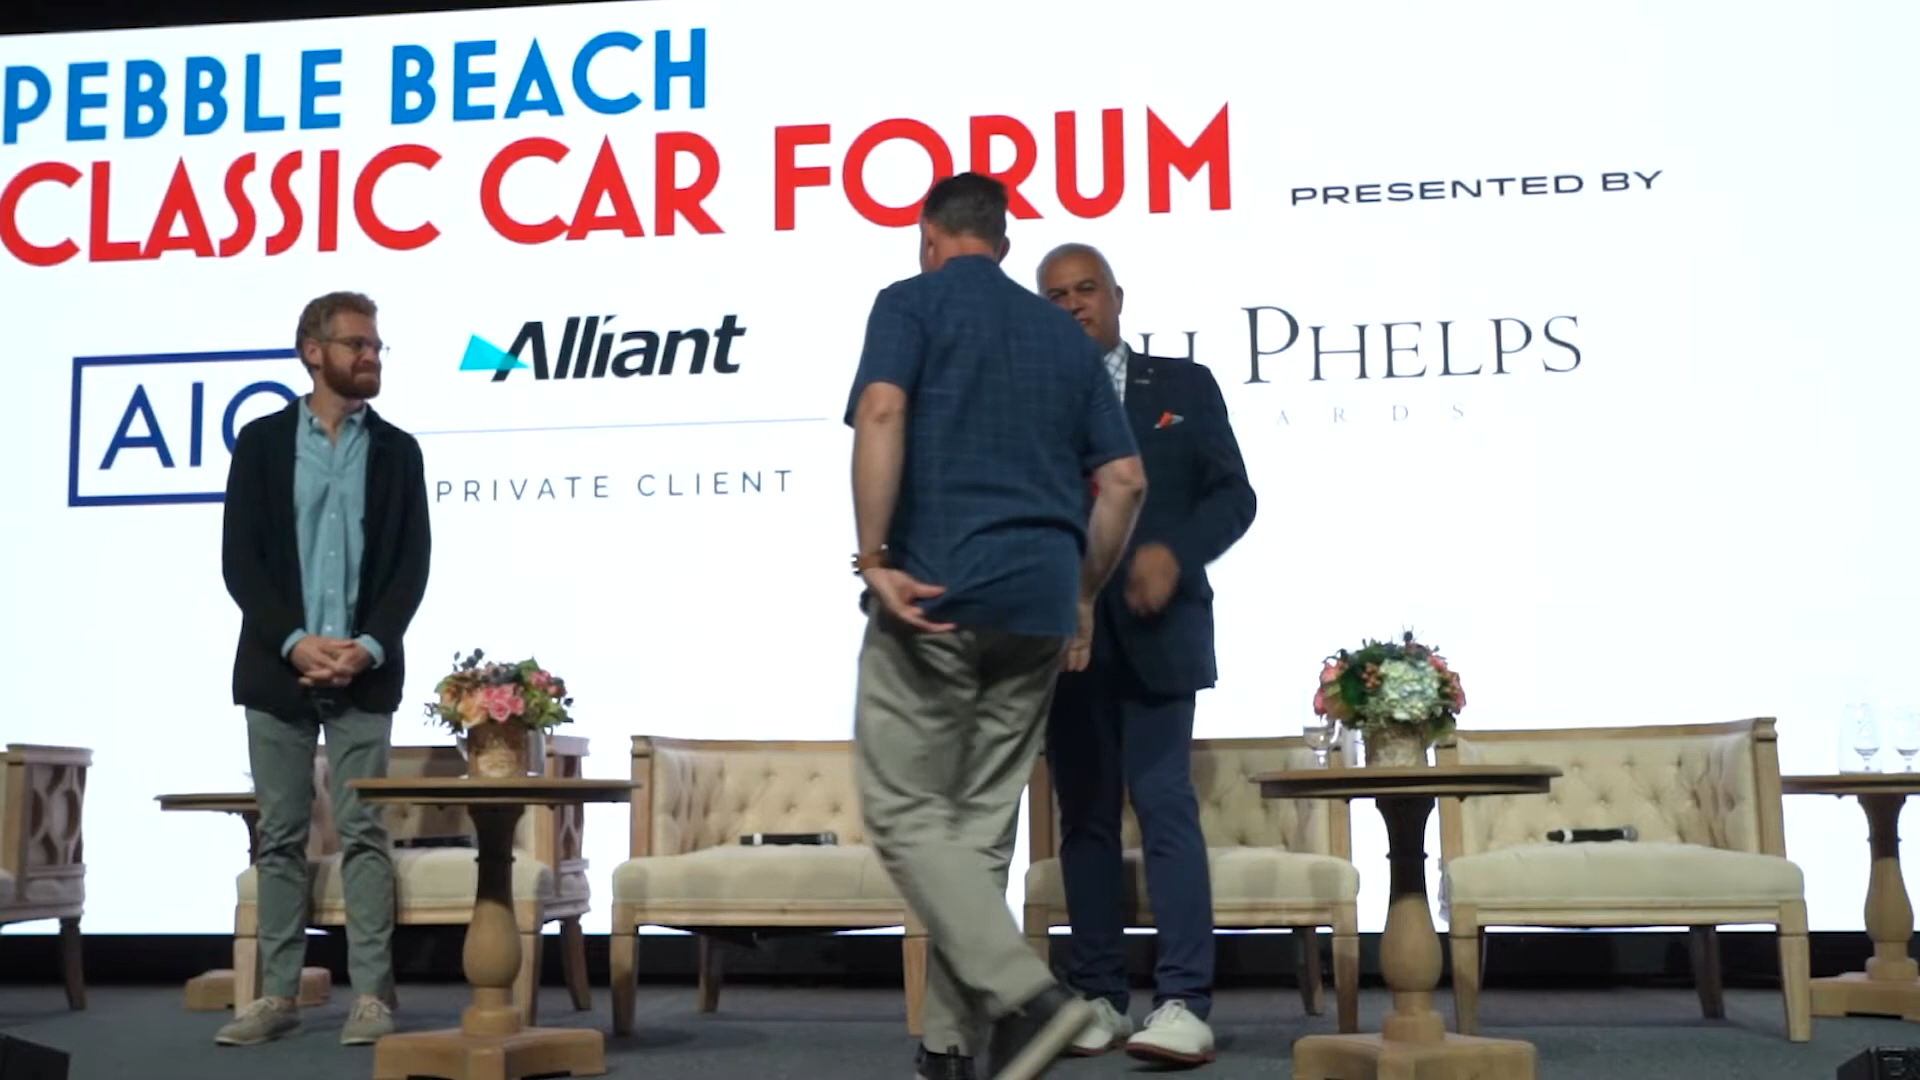 PEBBLE BEACH
CLASSIC CAR FORUM
PRESENTED BY
Alliant
PRIVATE CLIENT
PHELPS